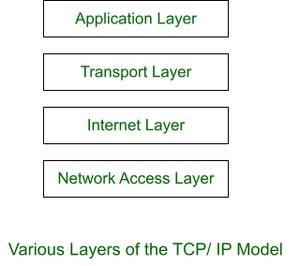 Application Layer
Transport Layer
Internet Layer
Network Access Layer
Various Layers of the TCP/ IP Model